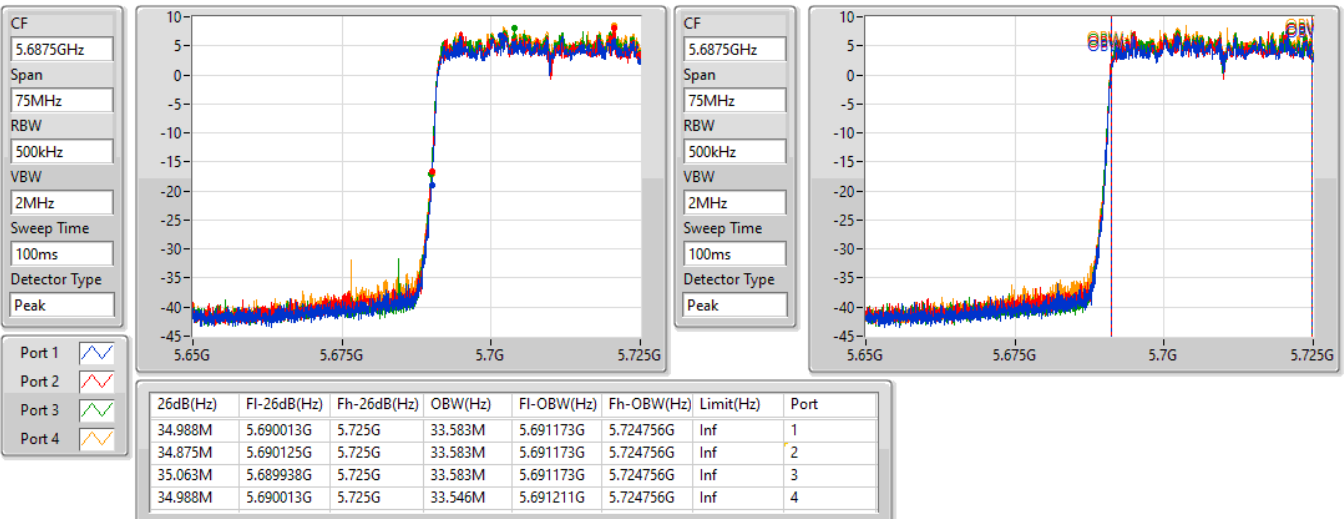 CF
5.6875GHz
Span
75MHz
RBW
500kHz
VBW
2MHz
Sweep Time
100ms
Detector Type
Peak
10
5
0
-5
-10
-15
-20
-25
-30
-35
-40
-45
5.65G 5.675G 5.7G 5.725G
CF
5.6875GHz
Span
75MHz
RBW
500kHz
VBW
2MHz
Sweep Time
100ms
Detector Type
Peak
10
5
0
-5
-10
-15
-20
-25
-30
-35
-40
-45
OBW OBW
5.65G 5.675G 5.7G 5.725G
Port 1
Port 2
Port 3
Port 4
26dB(Hz) Fl-26dB(Hz) Fh-26dB(Hz) OBW(Hz) Fl-OBW(Hz) Fh-OBW(Hz) Limit(Hz) Port
34.988M 5.690013G 5.725G 33.583M 5.691173G 5.724756G Inf 1
34.875M 5.690125G 5.725G 33.583M 5.691173G 5.724756G Inf 2
35.063M 5.689938G 5.725G 33.583M 5.691173G 5.724756G Inf 3
34.988M 5.690013G 5.725G 33.546M 5.691211G 5.724756G Inf 4